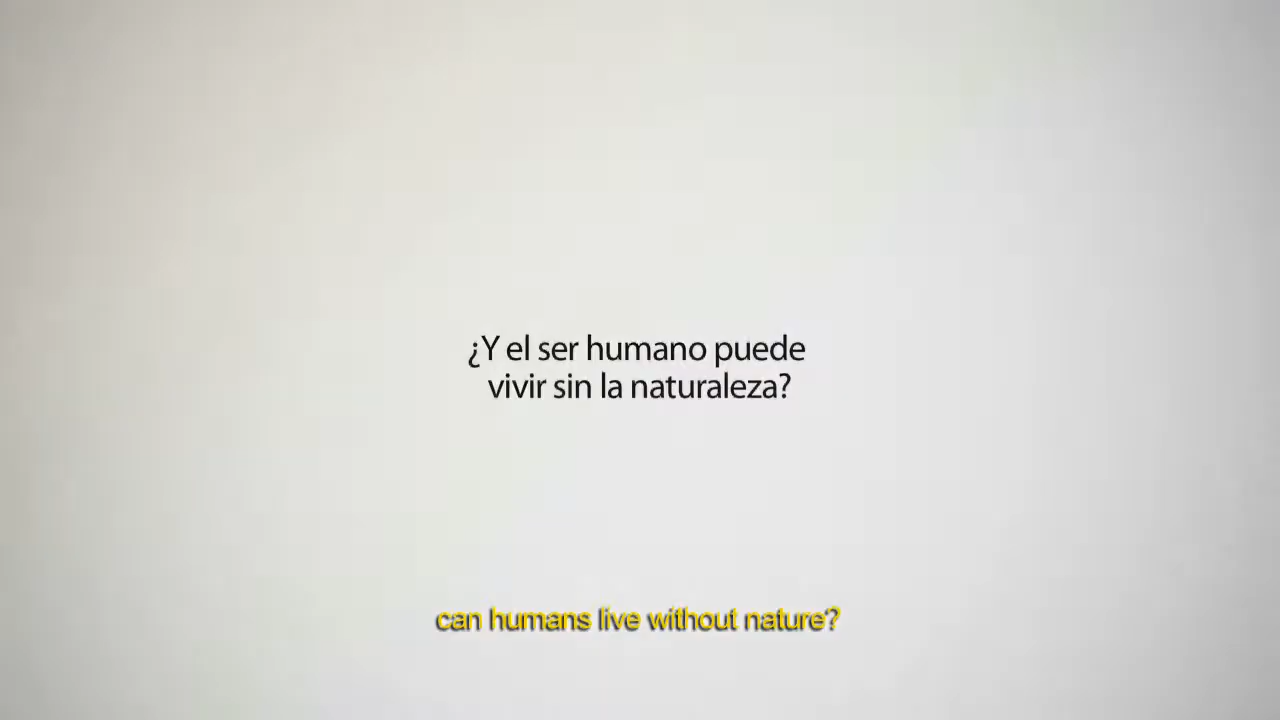 ¿Y el ser humano puede
vivir sin la naturaleza?
can humans live without nature?